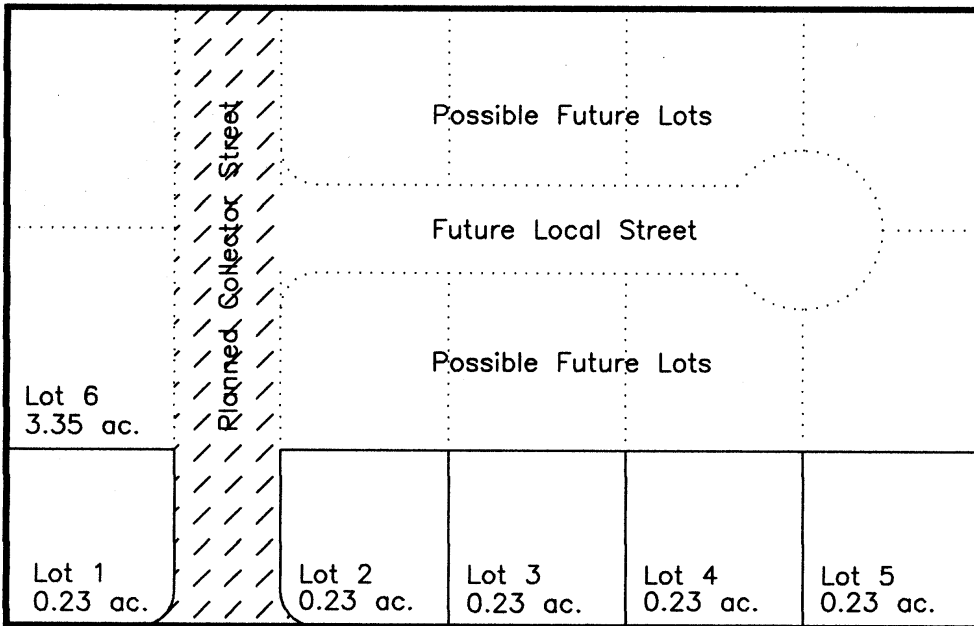 Possible Future Lots
Planned Collector Street
Future Local Street
Possible Future Lots
Lot 6
3.35 ac.
Lot 1
0.23 ac.
Lot 2
0.23 ac.
Lot 3
0.23 ac.
Lot 4
0.23 ac.
Lot 5
0.23 ac.